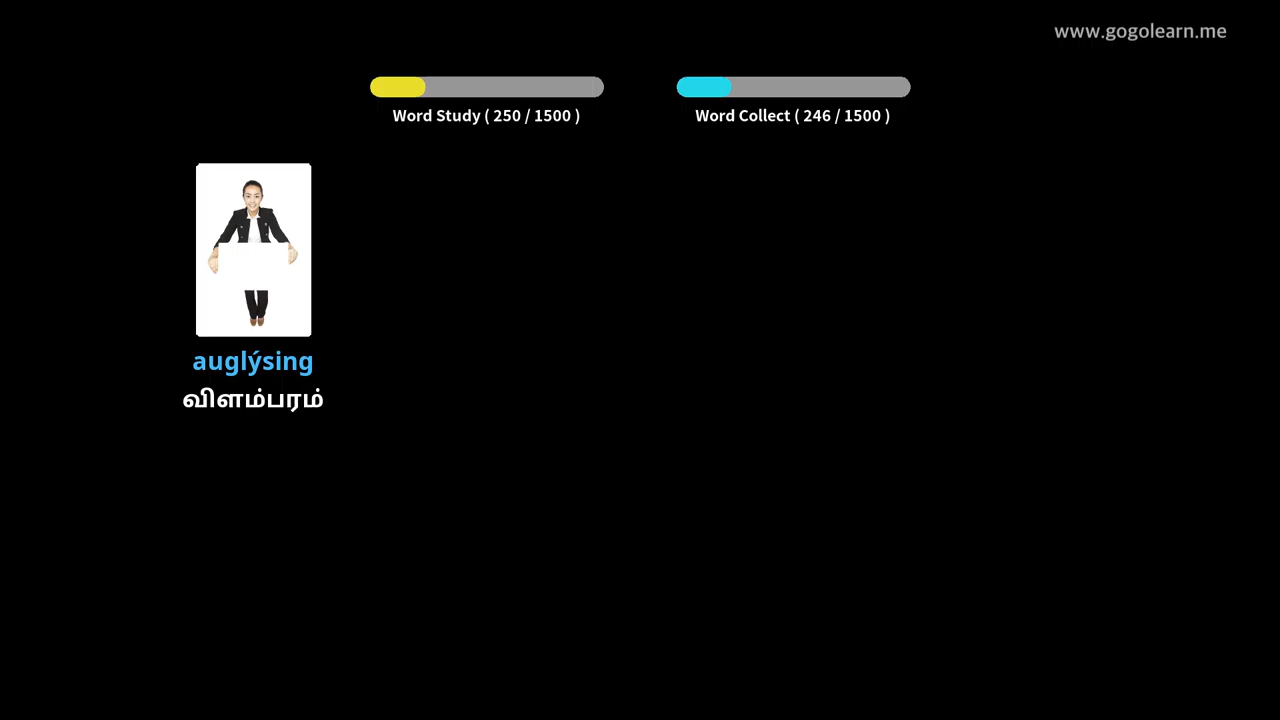 www.gogolearn.me
Word Study ( 250 / 1500 )
Word Collect ( 246 / 1500 )
auglýsing
விளம்பரம்